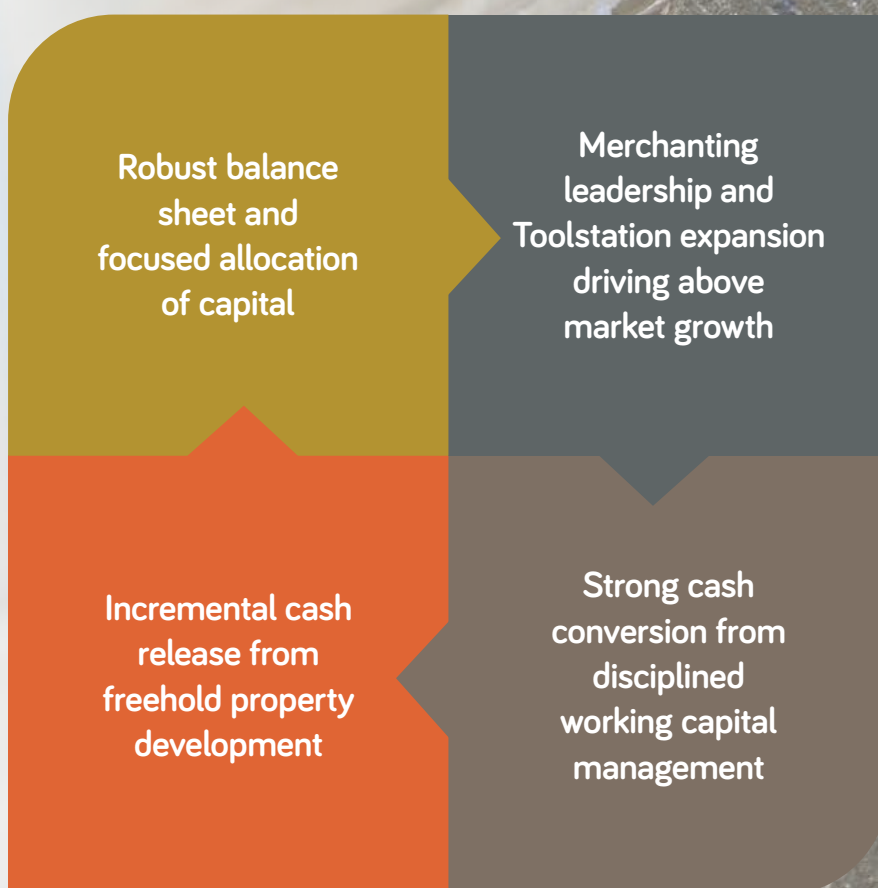 Robust balance
sheet and
focused allocation
of capital
Merchanting
leadership and
Toolstation expansion
driving above
market growth
Incremental cash
release from
freehold property
development
Strong cash
conversion from
disciplined
working capital
management